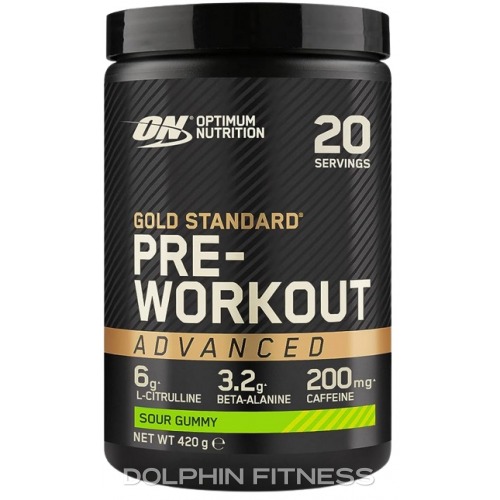 ON® OPTIMUM
NUTRITION
20
SERVINGS
GOLD STANDARD®
PRE-
WORKOUT
ADVANCED
6g* 3.2g* 200mg*
L-CITRULLINE BETA-ALANINE CAFFEINE
SOUR GUMMY
NET WT 420 g ℮
DOLPHIN FITNESS